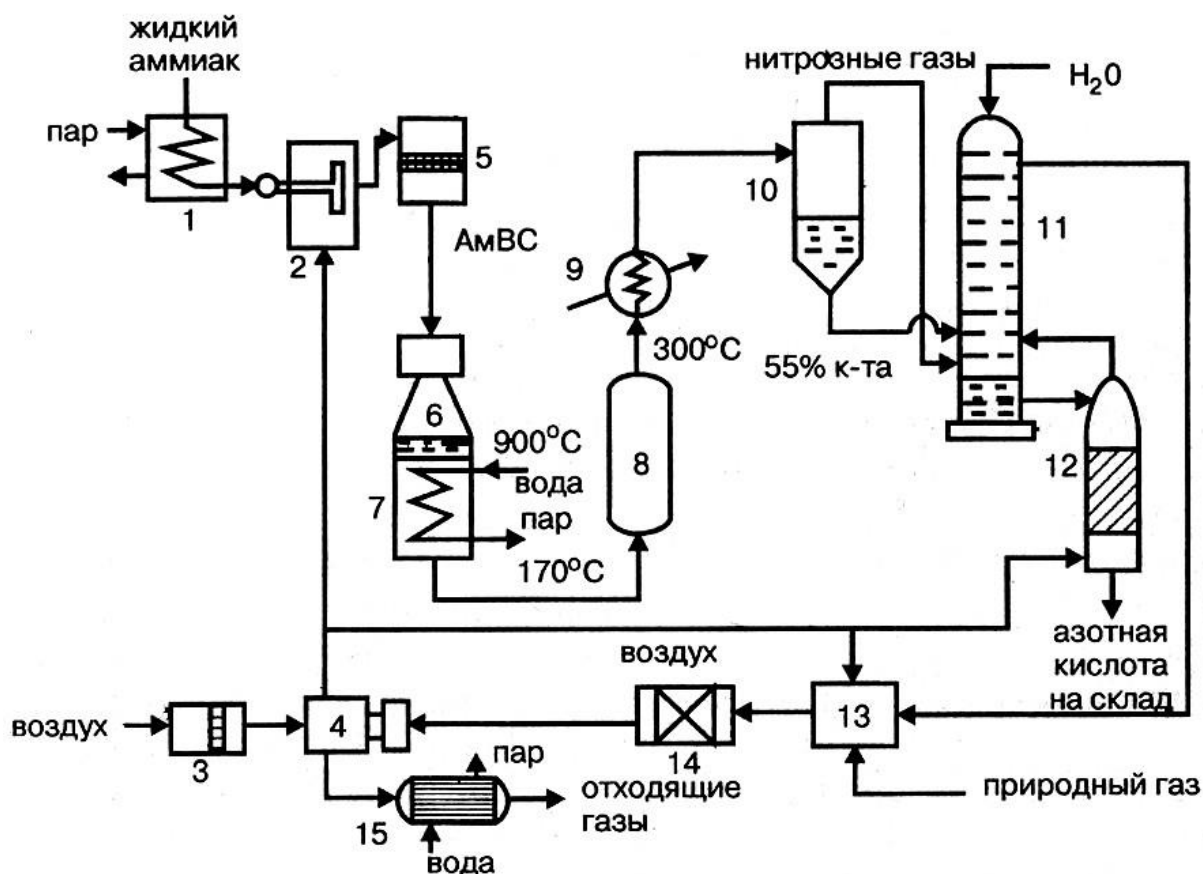 жидкий
аммиак
пар
1
2
5
АмВС
6
900°С
вода
7
пар
170°С
8
9
300°С
нитрозные газы
10
55% к-та
H₂0
11
12
азотная
кислота
на склад
воздух
воздух
3
4
14
13
природный газ
пар
15
вода
отходящие
газы